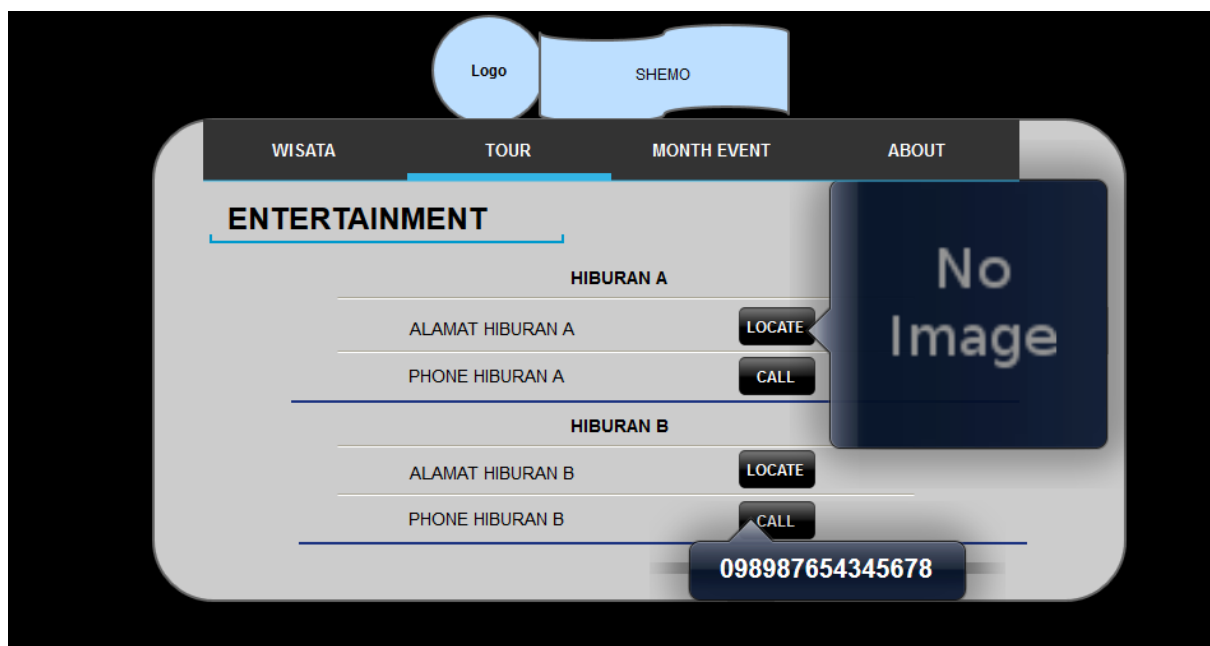 Logo
SHEMO
WISATA TOUR MONTH EVENT ABOUT
ENTERTAINMENT
HIBURAN A
ALAMAT HIBURAN A LOCATE
PHONE HIBURAN A CALL
No
Image
HIBURAN B
ALAMAT HIBURAN B LOCATE
PHONE HIBURAN B CALL
098987654345678